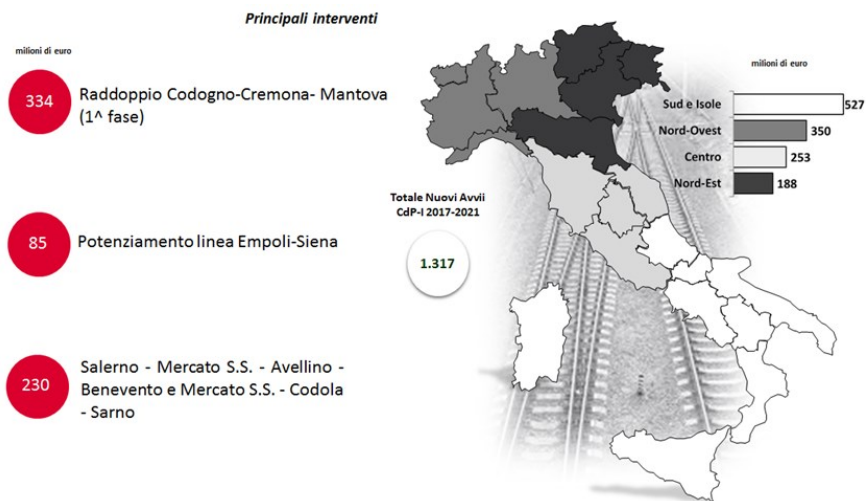 Principali interventi
milioni di euro
334
Raddoppio Codogno-Cremona- Mantova
(1^ fase)
85
Potenziamento linea Empoli-Siena
230
Salerno - Mercato S.S. - Avellino -
Benevento e Mercato S.S. - Codola
- Sarno
Totale Nuovi Avvii
CdP-I 2017-2021
1.317
milioni di euro
Sud e Isole 527
Nord-Ovest 350
Centro 253
Nord-Est 188